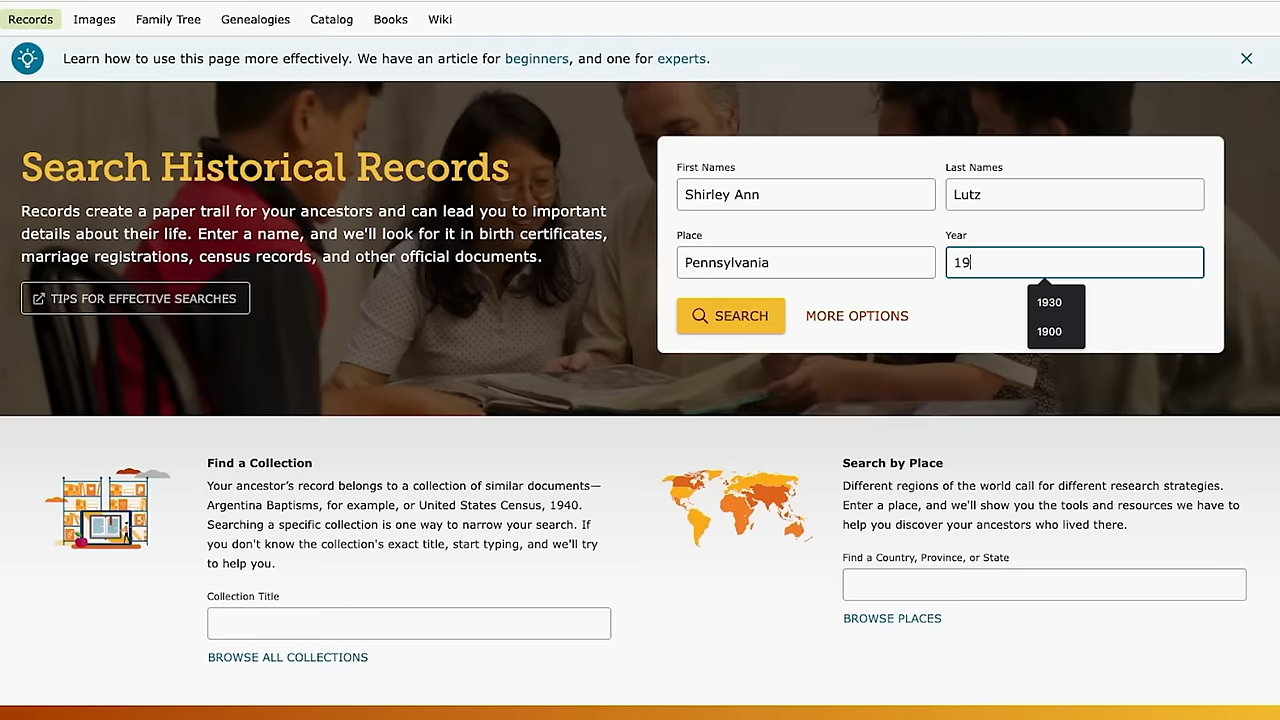 Records Images Family Tree Genealogies Catalog Books Wiki
Learn how to use this page more effectively. We have an article for beginners, and one for experts.
Search Historical Records
Records create a paper trail for your ancestors and can lead you to important
details about their life. Enter a name, and we'll look for it in birth certificates,
marriage registrations, census records, and other official documents.
TIPS FOR EFFECTIVE SEARCHES
First Names Last Names
Shirley Ann Lutz
Place Year
Pennsylvania 19
1930
1900
SEARCH MORE OPTIONS
Find a Collection
Your ancestor's record belongs to a collection of similar documents—
Argentina Baptisms, for example, or United States Census, 1940.
Searching a specific collection is one way to narrow your search. If
you don't know the collection's exact title, start typing, and we'll try
to help you.
Collection Title
BROWSE ALL COLLECTIONS
Search by Place
Different regions of the world call for different research strategies.
Enter a place, and we'll show you the tools and resources we have to
help you discover your ancestors who lived there.
Find a Country, Province, or State
BROWSE PLACES